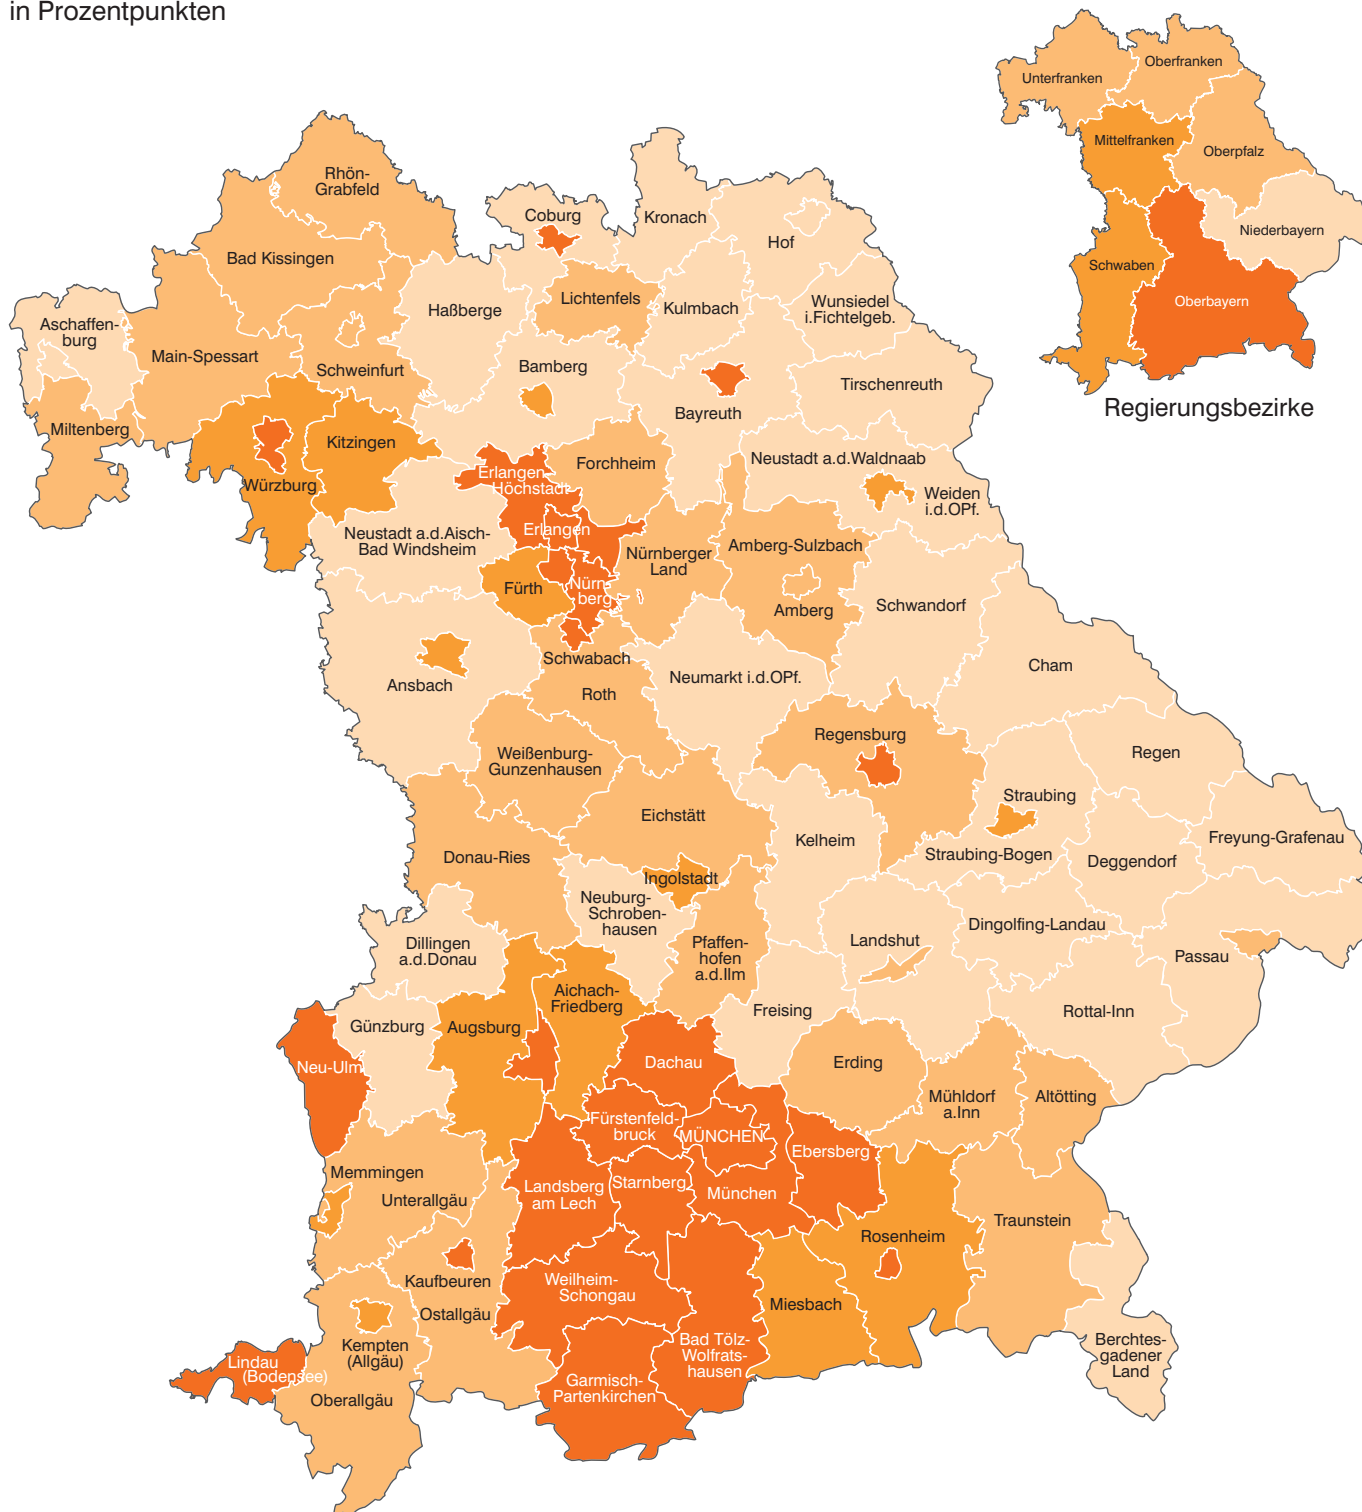 in Prozentpunkten
Unterfranken
Oberfranken
Mittelfranken
Oberpfalz
Niederbayern
Schwaben
Oberbayern
Regierungsbezirke
Rhön-
Grabfeld
Coburg
Kronach
Hof
Bad Kissingen
Lichtenfels
Haßberge
Kulmbach
Wunsiedel
i.Fichtelgeb.
Aschaffen-
burg
Main-Spessart
Schweinfurt
Bamberg
Tirschenreuth
Bayreuth
Miltenberg
Kitzingen
Würzburg
Erlangen-
Höchstadt
Forchheim
Neustadt a.d.Waldnaab
Weiden
i.d.OPf.
Neustadt a.d.Aisch-
Bad Windsheim
Erlangen
Nürnberger
Land
Amberg-Sulzbach
Fürth
Nürn-
berg
Amberg
Schwandorf
Schwabach
Ansbach
Roth
Neumarkt i.d.OPf.
Cham
Regensburg
Weißenburg-
Gunzenhausen
Regen
Straubing
Eichstätt
Kelheim
Freyung-Grafenau
Donau-Ries
Straubing-Bogen
Deggendorf
Ingolstadt
Neuburg-
Schroben-
hausen
Dingolfing-Landau
Dillingen
a.d.Donau
Pfaffen-
hofen
a.d.Ilm
Landshut
Passau
Aichach-
Friedberg
Freising
Rottal-Inn
Günzburg
Augsburg
Neu-Ulm
Dachau
Erding
Mühldorf
a.Inn
Altötting
Fürstenfeld-
bruck
MÜNCHEN
Ebersberg
Memmingen
Unterallgäu
Landsberg
am Lech
Starnberg
München
Traunstein
Rosenheim
Kaufbeuren
Weilheim-
Schongau
Ostallgäu
Miesbach
Kempten
(Allgäu)
Bad Tölz-
Wolfrats-
hausen
Berchtes-
gadener
Land
Lindau
(Bodensee)
Oberallgäu
Garmisch-
Partenkirchen